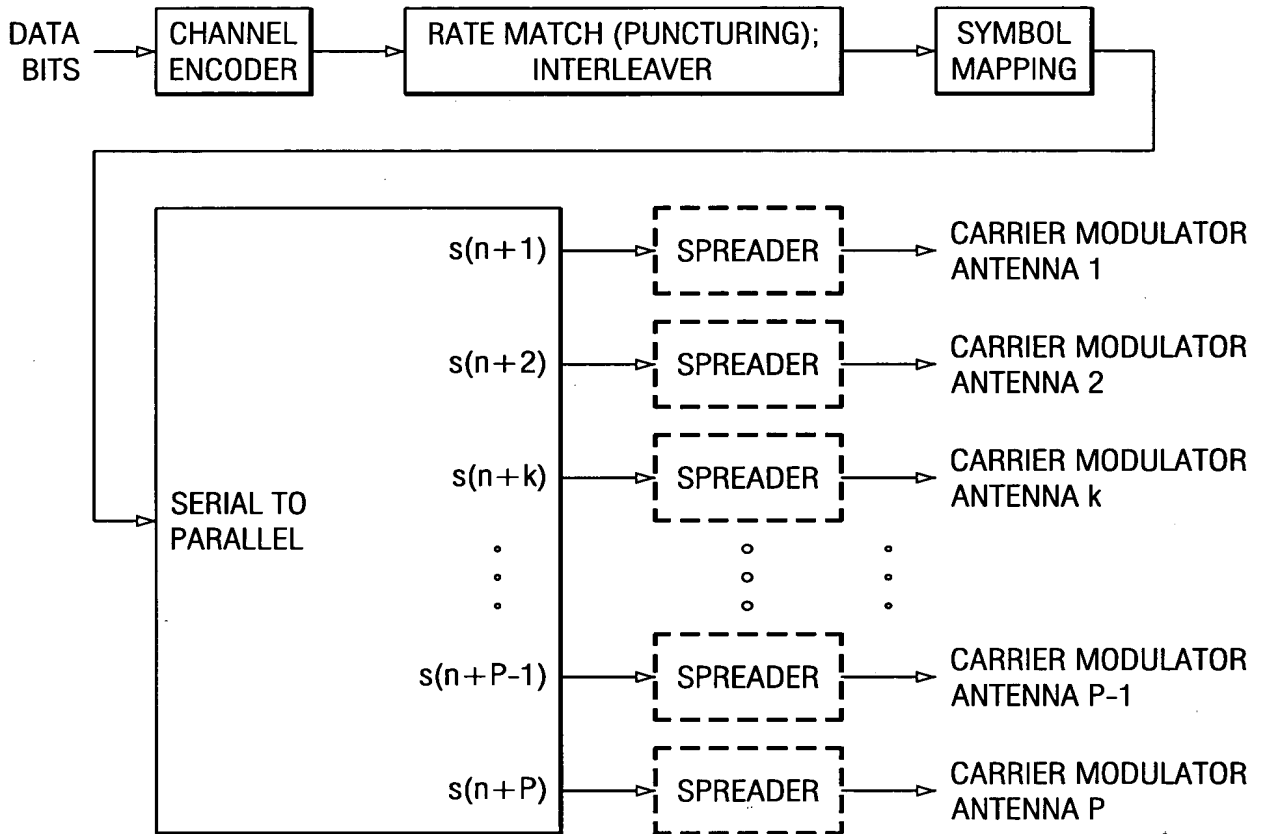 DATA
BITS
CHANNEL
ENCODER
RATE MATCH (PUNCTURING);
INTERLEAVER
SYMBOL
MAPPING
SERIAL TO
PARALLEL
s(n+1)
SPREADER
CARRIER MODULATOR
ANTENNA 1
s(n+2)
SPREADER
CARRIER MODULATOR
ANTENNA 2
s(n+k)
SPREADER
CARRIER MODULATOR
ANTENNA k
s(n+P-1)
SPREADER
CARRIER MODULATOR
ANTENNA P-1
s(n+P)
SPREADER
CARRIER MODULATOR
ANTENNA P